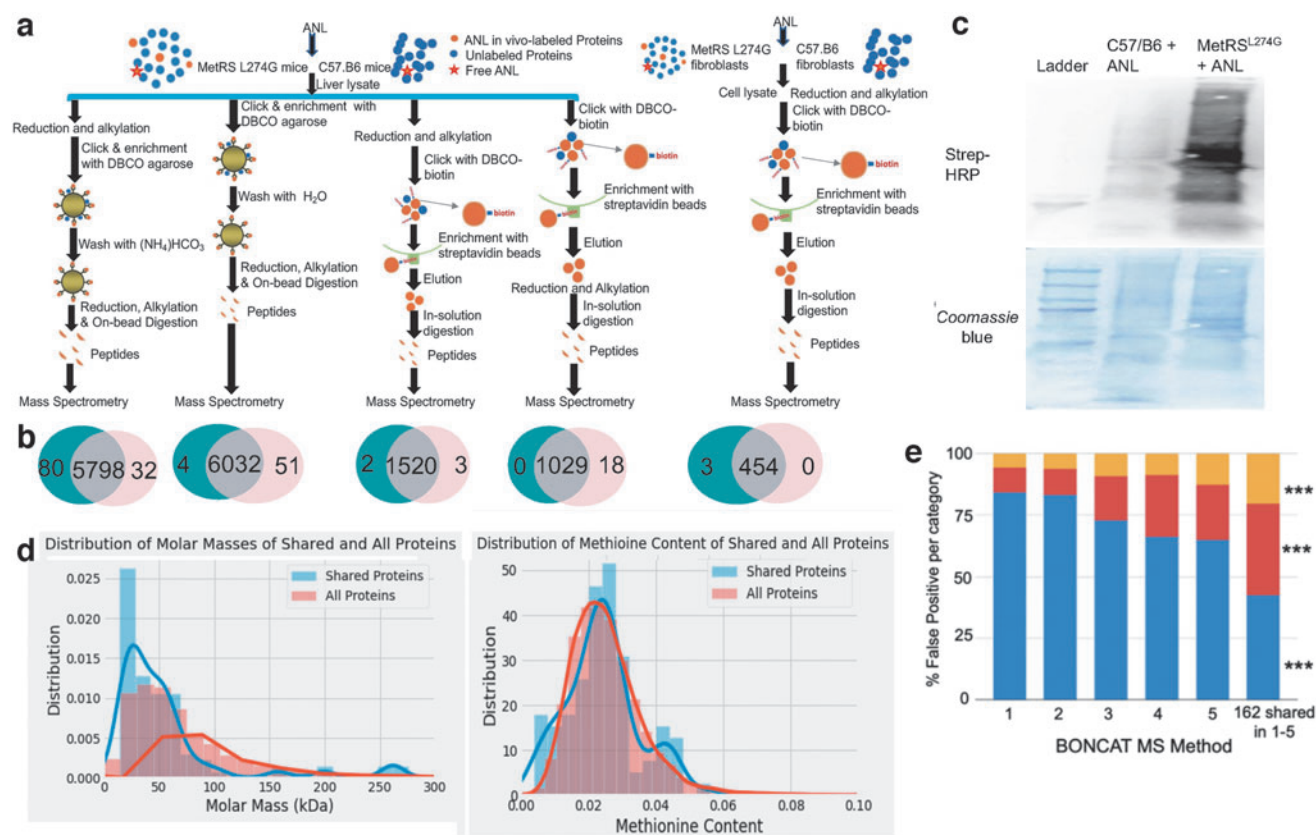 a
ANL
MetRS L274G mice
C57.B6 mice
Liver lysate
ANL in vivo-labeled Proteins
Unlabeled Proteins
Free ANL
Reduction and alkylation
Click & enrichment
with DBCO agarose
Wash with (NH₄)HCO₃
Reduction, Alkylation
& On-bead Digestion
Peptides
Mass Spectrometry
Click & enrichment with
DBCO agarose
Wash with H₂O
Reduction, Alkylation
& On-bead Digestion
Peptides
Mass Spectrometry
Reduction and alkylation
Click with DBCO-
biotin
Enrichment with
streptavidin beads
Elution
In-solution
digestion
Peptides
Mass Spectrometry
Click with DBCO-
biotin
biotin
Enrichment with
streptavidin beads
Elution
Reduction and Alkylation
In-solution
digestion
Peptides
Mass Spectrometry
ANL
MetRS L274G
fibroblasts
C57.B6
fibroblasts
Cell lysate
Reduction and alkylation
Click with DBCO-
biotin
biotin
Enrichment with
streptavidin beads
Elution
In-solution
digestion
Peptides
Mass Spectrometry
b
80 5798 32
4 6032 51
2 1520 3
0 1029 18
3 454 0
c
Ladder
C57/B6 +
ANL
MetRS^L274G
+ ANL
Strep-
HRP
Coomassie
blue
d
Distribution of Molar Masses of Shared and All Proteins
Shared Proteins
All Proteins
Distribution
0.025
0.020
0.015
0.010
0.005
0.000
0 50 100 150 200 250 300
Molar Mass (kDa)
Distribution of Methioine Content of Shared and All Proteins
Shared Proteins
All Proteins
Distribution
50
40
30
20
10
0
0.00 0.02 0.04 0.06 0.08 0.10
Methionine Content
e
% False Positive per category
100
75
50
25
0
***
***
***
1 2 3 4 5 162 shared
in 1-5
BONCAT MS Method